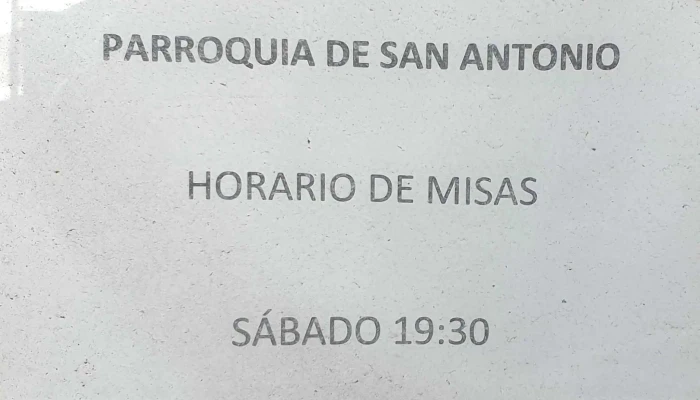 PARROQUIA DE SAN ANTONIO
HORARIO DE MISAS
SÁBADO 19:30